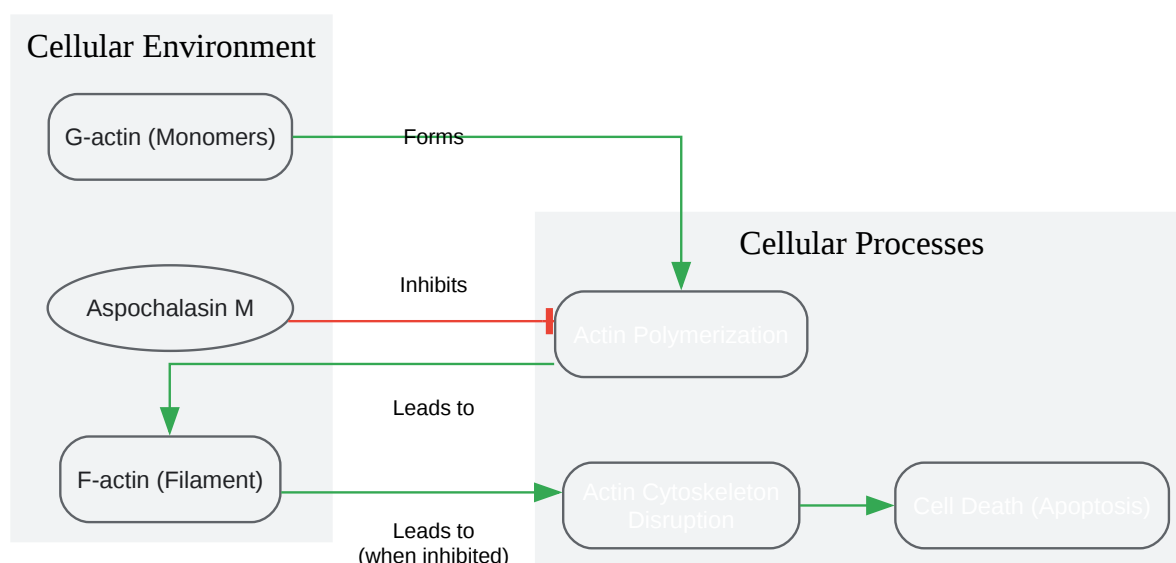 Cellular Environment
G-actin (Monomers)
Forms
Cellular Processes
Aspochalasin M
Inhibits
Actin Polymerization
Leads to
F-actin (Filament)
Actin Cytoskeleton
Disruption
Cell Death (Apoptosis)
Leads to
(when inhibited)